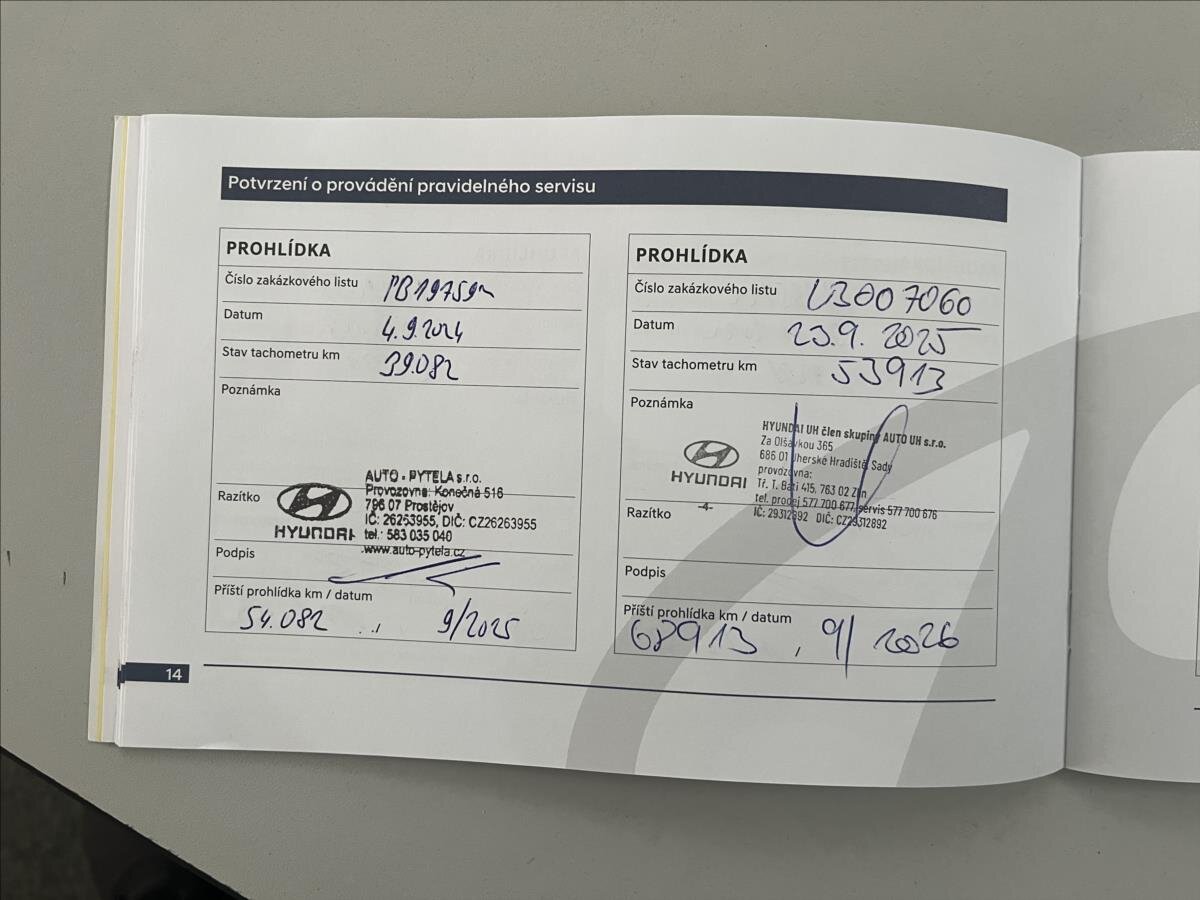 Potvrzení o provádění pravidelného servisu
PROHLÍDKA
Číslo zakázkového listu
Datum 4.9.2024
Stav tachometru km 39.082
Poznámka
AUTO - PYTELA s.r.o.
Provozovna: Konečná 516
796 07 Prostějov
Razítko
IČ: 26263955, DIČ: CZ26263955
HYUNDAI
tel.: 583 035 040
www.auto-pytela.cz
Podpis
Příští prohlídka km / datum
54.082 , 9/2025
PROHLÍDKA
Číslo zakázkového listu
Datum 23.9. 2025
Stav tachometru km 53913
Poznámka
HYUNDAI UH člen skupiny AUTO UH s.r.o.
Za Olšávkou 365
686 01 Uherské Hradiště, Sady
provozovna:
Tř. T. Bati 415, 763 02 Zlín
tel. prodej 577 700 677, servis 577 700 676
IČ: 29312892 DIČ: CZ29312892
HYUNDAI
-4-
Razítko
Podpis
Příští prohlídka km / datum
68913 , 9/ 2026
14